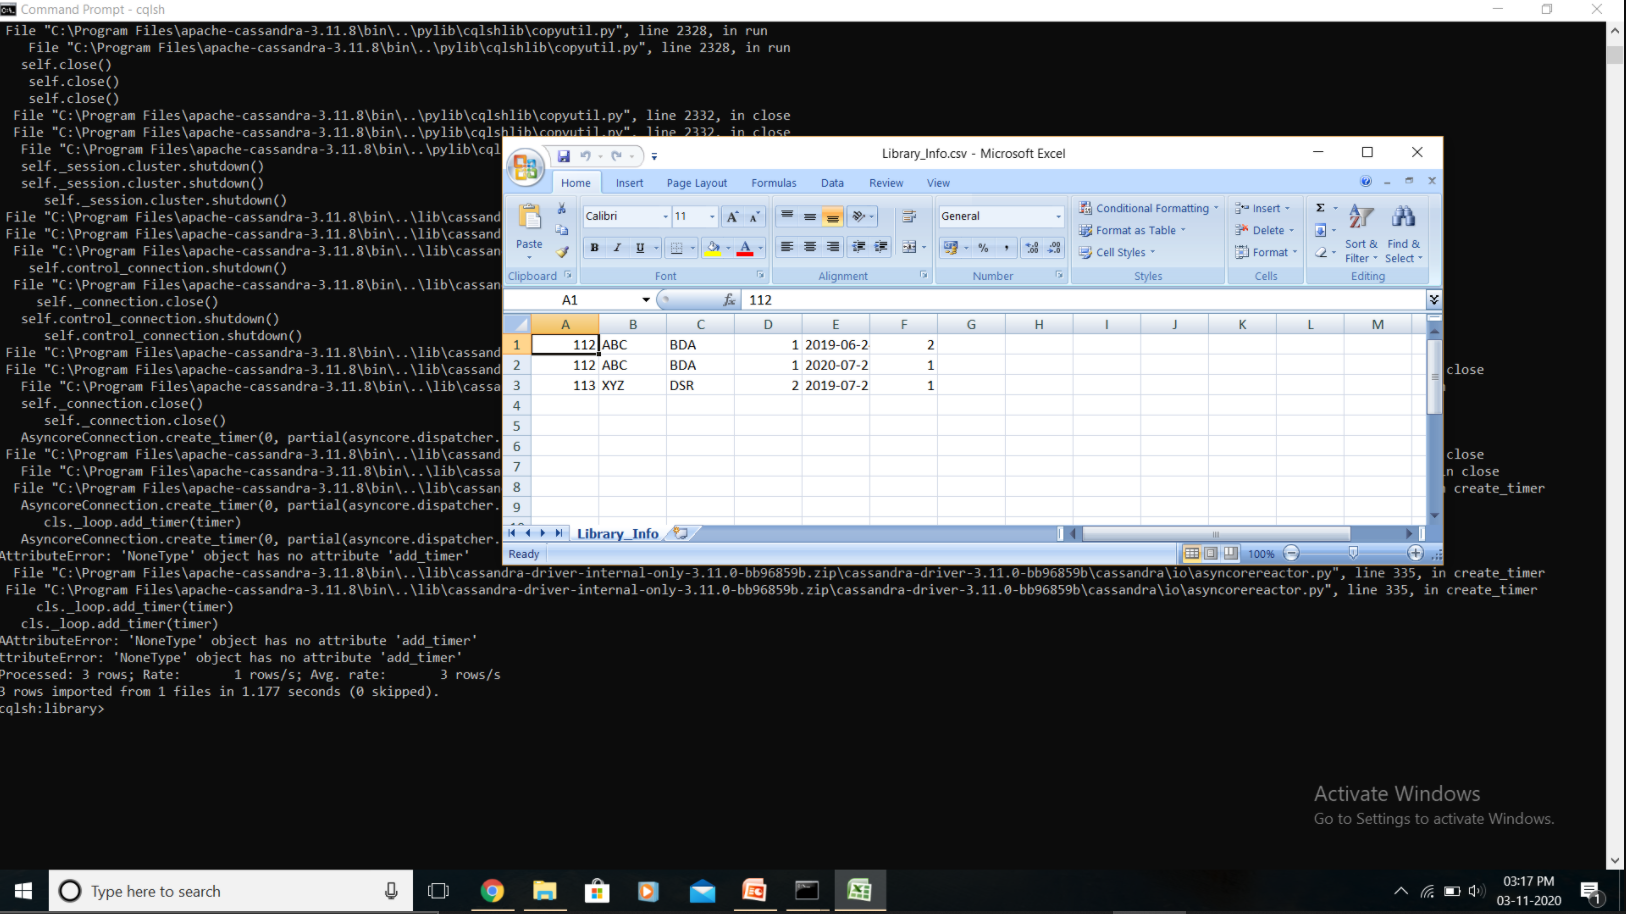 Command Prompt - cqlsh
File "C:\Program Files\apache-cassandra-3.11.8\bin\..\pylib\cqlshlib\copyutil.py", line 2328, in run
File "C:\Program Files\apache-cassandra-3.11.8\bin\..\pylib\cqlshlib\copyutil.py", line 2328, in run
self.close()
self.close()
self.close()
File "C:\Program Files\apache-cassandra-3.11.8\bin\..\pylib\cqlshlib\copyutil.py", line 2332, in close
File "C:\Program Files\apache-cassandra-3.11.8\bin\..\pylib\cqlshlib\copyutil.py", line 2332, in close
File "C:\Program Files\apache-cassandra-3.11.8\bin\..\pylib\cql
self._session.cluster.shutdown()
self._session.cluster.shutdown()
self._session.cluster.shutdown()
File "C:\Program Files\apache-cassandra-3.11.8\bin\..\lib\cassand
File "C:\Program Files\apache-cassandra-3.11.8\bin\..\lib\cassand
File "C:\Program Files\apache-cassandra-3.11.8\bin\..\lib\cassan
self.control_connection.shutdown()
File "C:\Program Files\apache-cassandra-3.11.8\bin\..\lib\cassan
self._connection.close()
self.control_connection.shutdown()
self.control_connection.shutdown()
File "C:\Program Files\apache-cassandra-3.11.8\bin\..\lib\cassand
File "C:\Program Files\apache-cassandra-3.11.8\bin\..\lib\cassand close
File "C:\Program Files\apache-cassandra-3.11.8\bin\..\lib\cassa
self._connection.close()
self._connection.close()
AsyncoreConnection.create_timer(0, partial(asyncore.dispatcher.
File "C:\Program Files\apache-cassandra-3.11.8\bin\..\lib\cassand close
File "C:\Program Files\apache-cassandra-3.11.8\bin\..\lib\cassa n close
File "C:\Program Files\apache-cassandra-3.11.8\bin\..\lib\cassan create_timer
AsyncoreConnection.create_timer(0, partial(asyncore.dispatcher.
cls._loop.add_timer(timer)
AsyncoreConnection.create_timer(0, partial(asyncore.dispatcher.
AttributeError: 'NoneType' object has no attribute 'add_timer'
File "C:\Program Files\apache-cassandra-3.11.8\bin\..\lib\cassandra-driver-internal-only-3.11.0-bb96859b.zip\cassandra-driver-3.11.0-bb96859b\cassandra\io\asyncorereactor.py", line 335, in create_timer
File "C:\Program Files\apache-cassandra-3.11.8\bin\..\lib\cassandra-driver-internal-only-3.11.0-bb96859b.zip\cassandra-driver-3.11.0-bb96859b\cassandra\io\asyncorereactor.py", line 335, in create_timer
cls._loop.add_timer(timer)
cls._loop.add_timer(timer)
AAttributeError: 'NoneType' object has no attribute 'add_timer'
ttributeError: 'NoneType' object has no attribute 'add_timer'
Processed: 3 rows; Rate: 1 rows/s; Avg. rate: 3 rows/s
3 rows imported from 1 files in 1.177 seconds (0 skipped).
cqlsh:library>
Library_Info.csv - Microsoft Excel
Home Insert Page Layout Formulas Data Review View
Calibri 11 General
Conditional Formatting Insert Σ
Paste Format as Table Delete Sort & Find &
B I U A % , Cell Styles Format Filter Select
Clipboard Font Alignment Number Styles Cells Editing
A1 fx 112
A B C D E F G H I J K L M
1 112 ABC BDA 1 2019-06-2 2
2 112 ABC BDA 1 2020-07-2 1
3 113 XYZ DSR 2 2019-07-2 1
4
5
6
7
8
9
Library_Info
Ready 100%
Activate Windows
Go to Settings to activate Windows.
Type here to search
03:17 PM
03-11-2020
1